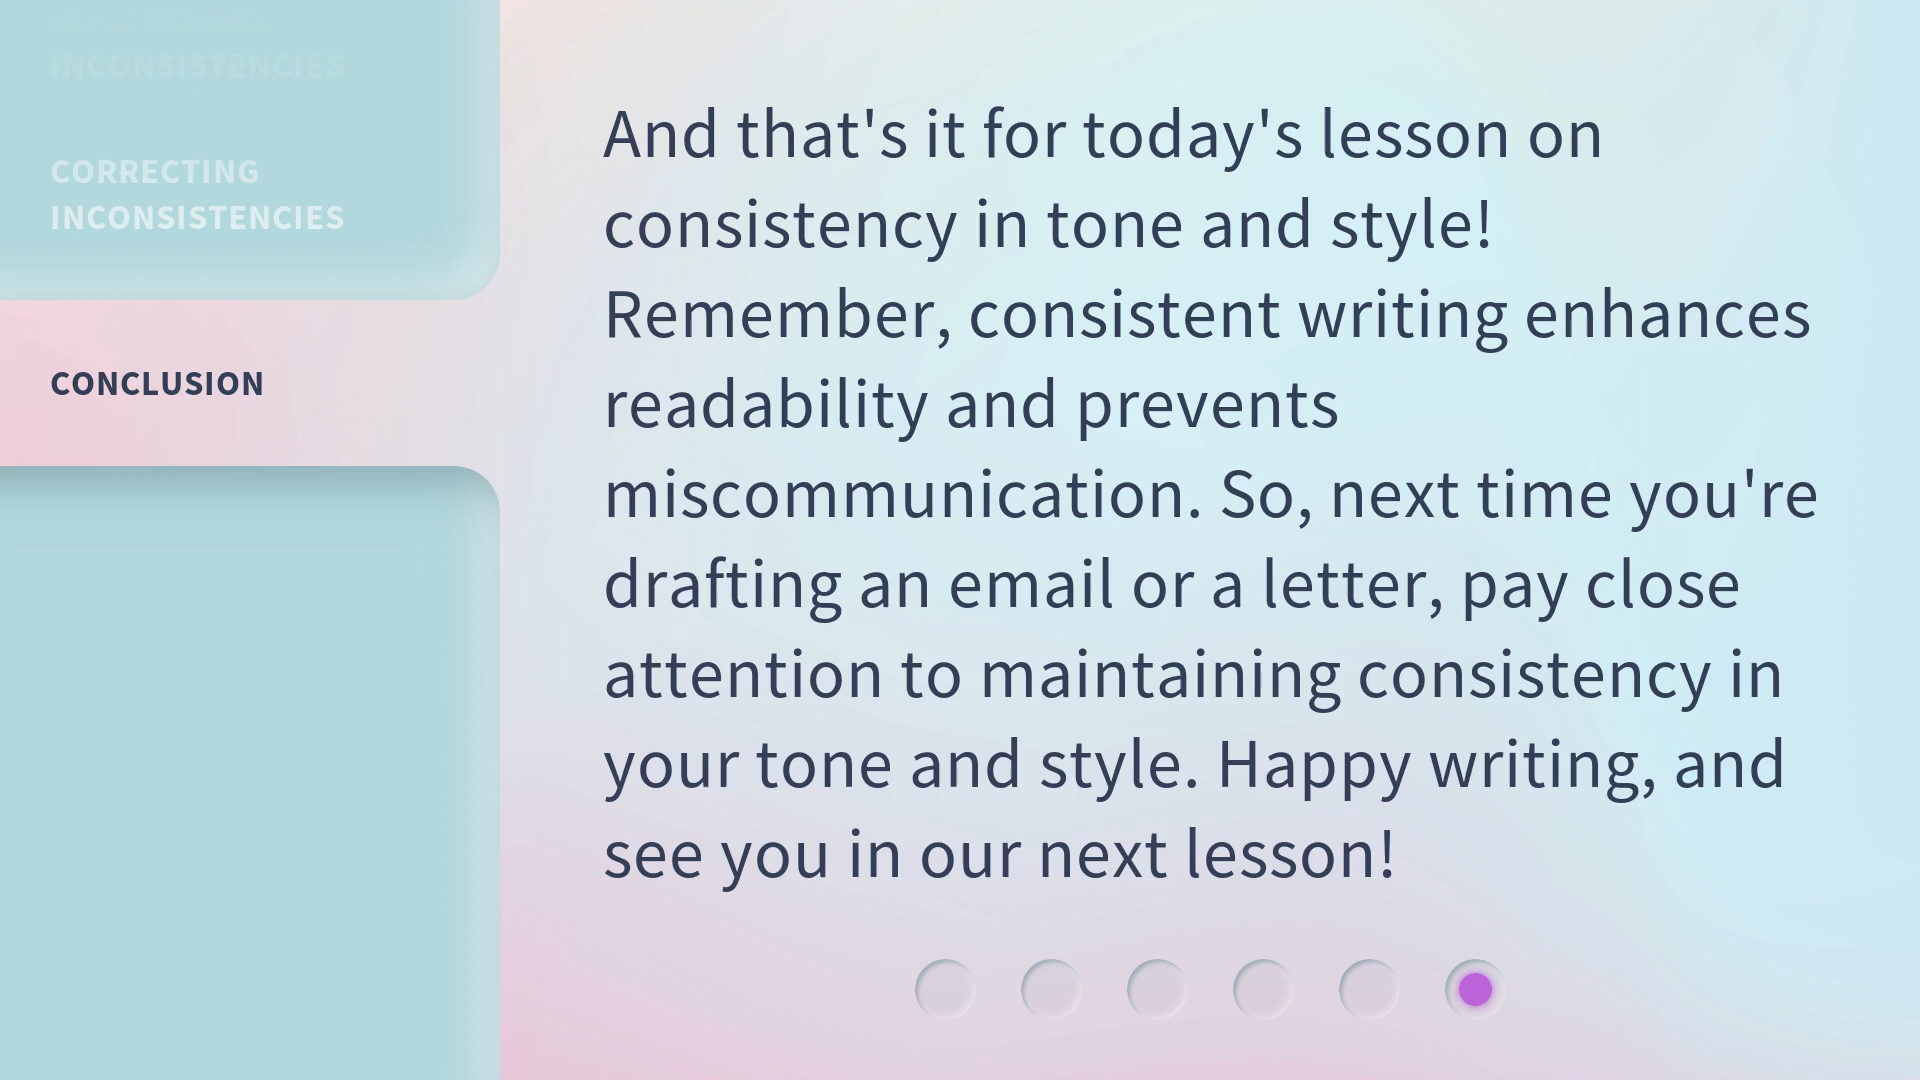 INCONSISTENCIES
CORRECTING
INCONSISTENCIES
CONCLUSION
And that's it for today's lesson on
consistency in tone and style!
Remember, consistent writing enhances
readability and prevents
miscommunication. So, next time you're
drafting an email or a letter, pay close
attention to maintaining consistency in
your tone and style. Happy writing, and
see you in our next lesson!